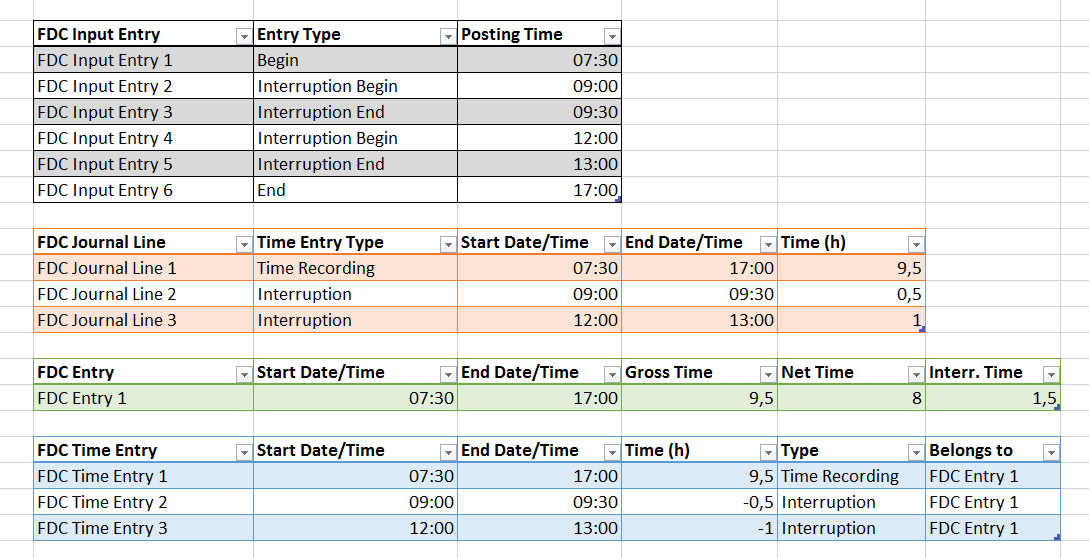 FDC Input Entry Entry Type Posting Time
FDC Input Entry 1 Begin 07:30
FDC Input Entry 2 Interruption Begin 09:00
FDC Input Entry 3 Interruption End 09:30
FDC Input Entry 4 Interruption Begin 12:00
FDC Input Entry 5 Interruption End 13:00
FDC Input Entry 6 End 17:00
FDC Journal Line Time Entry Type Start Date/Time End Date/Time Time (h)
FDC Journal Line 1 Time Recording 07:30 17:00 9,5
FDC Journal Line 2 Interruption 09:00 09:30 0,5
FDC Journal Line 3 Interruption 12:00 13:00 1
FDC Entry Start Date/Time End Date/Time Gross Time Net Time Interr. Time
FDC Entry 1 07:30 17:00 9,5 8 1,5
FDC Time Entry Start Date/Time End Date/Time Time (h) Type Belongs to
FDC Time Entry 1 07:30 17:00 9,5 Time Recording FDC Entry 1
FDC Time Entry 2 09:00 09:30 -0,5 Interruption FDC Entry 1
FDC Time Entry 3 12:00 13:00 -1 Interruption FDC Entry 1